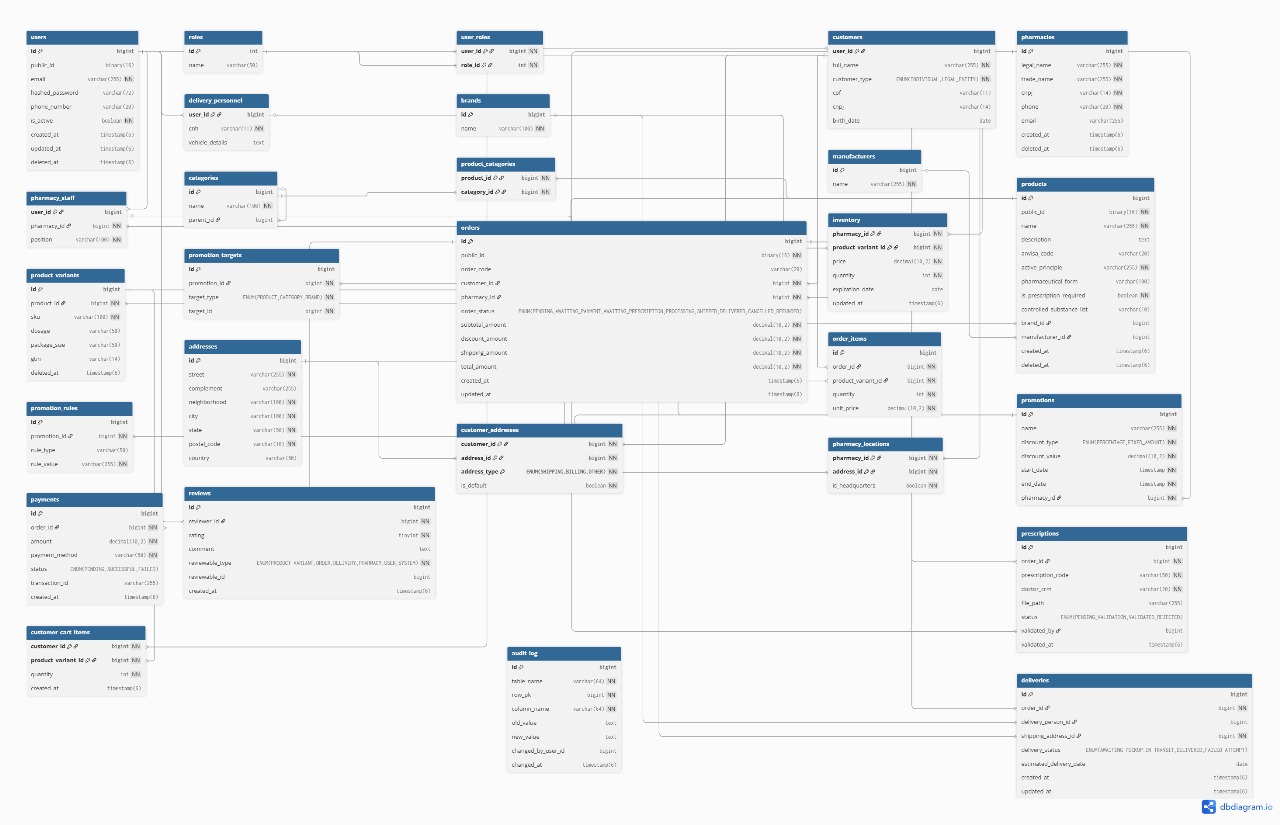 users
id bigint
public_id binary(16)
email varchar(255) NN
hashed_password varchar(72)
phone_number varchar(20)
is_active boolean NN
created_at timestamp(6)
updated_at timestamp(6)
deleted_at timestamp(6)
roles
id int
name varchar(50)
user_roles
user_id bigint NN
role_id int NN
customers
user_id bigint
full_name varchar(255) NN
customer_type ENUM(INDIVIDUAL,LEGAL_ENTITY) NN
cpf varchar(11)
cnpj varchar(14)
birth_date date
pharmacies
id bigint
legal_name varchar(255) NN
trade_name varchar(255) NN
cnpj varchar(14) NN
phone varchar(20) NN
email varchar(255)
created_at timestamp(6)
deleted_at timestamp(6)
delivery_personnel
user_id bigint
cnh varchar(11) NN
vehicle_details text
brands
id bigint
name varchar(100) NN
manufacturers
id bigint
name varchar(255) NN
categories
id bigint
name varchar(100) NN
parent_id bigint
product_categories
product_id bigint NN
category_id bigint NN
products
id bigint
public_id binary(16) NN
name varchar(255) NN
description text
anvisa_code varchar(20)
active_principle varchar(255) NN
pharmaceutical_form varchar(100)
is_prescription_required boolean NN
controlled_substance_list varchar(10)
brand_id bigint NN
manufacturer_id bigint NN
created_at timestamp(6)
deleted_at timestamp(6)
pharmacy_staff
user_id bigint
pharmacy_id bigint NN
position varchar(100) NN
orders
id bigint
public_id binary(16) NN
order_code varchar(20)
customer_id bigint NN
pharmacy_id bigint NN
order_status ENUM(PENDING,AWAITING_PAYMENT,AWAITING_PRESCRIPTION,PROCESSING,SHIPPED,DELIVERED,CANCELLED,REFUNDED)
subtotal_amount decimal(10,2) NN
discount_amount decimal(10,2) NN
shipping_amount decimal(10,2) NN
total_amount decimal(10,2) NN
created_at timestamp(6)
updated_at timestamp(6)
inventory
pharmacy_id bigint NN
product_variant_id bigint NN
price decimal(10,2) NN
quantity int NN
expiration_date date
updated_at timestamp(6)
promotion_targets
id bigint
promotion_id bigint NN
target_type ENUM(PRODUCT,CATEGORY,BRAND) NN
target_id bigint NN
product_variants
id bigint
product_id bigint NN
sku varchar(100) NN
dosage varchar(50)
package_size varchar(50)
gtin varchar(14)
deleted_at timestamp(6)
order_items
id bigint
order_id bigint NN
product_variant_id bigint NN
quantity int NN
unit_price decimal(10,2) NN
addresses
id bigint
street varchar(255) NN
complement varchar(255)
neighborhood varchar(100) NN
city varchar(100) NN
state varchar(50) NN
postal_code varchar(10) NN
country varchar(50)
promotions
id bigint
name varchar(255) NN
discount_type ENUM(PERCENTAGE,FIXED_AMOUNT) NN
discount_value decimal(10,2) NN
start_date timestamp NN
end_date timestamp NN
pharmacy_id bigint NN
promotion_rules
id bigint
promotion_id bigint NN
rule_type varchar(50)
rule_value varchar(255) NN
customer_addresses
customer_id bigint NN
address_id bigint NN
address_type ENUM(SHIPPING,BILLING,OTHER) NN
is_default boolean NN
pharmacy_locations
pharmacy_id bigint NN
address_id bigint NN
is_headquarters boolean NN
payments
id bigint
order_id bigint NN
amount decimal(10,2) NN
payment_method varchar(50) NN
status ENUM(PENDING,SUCCESSFUL,FAILED)
transaction_id varchar(255)
created_at timestamp(6)
reviews
id bigint
reviewer_id bigint NN
rating tinyint NN
comment text
reviewable_type ENUM(PRODUCT_VARIANT,ORDER,DELIVERY,PHARMACY,USER,SYSTEM) NN
reviewable_id bigint
created_at timestamp(6)
prescriptions
id bigint
order_id bigint NN
prescription_code varchar(50) NN
doctor_crm varchar(20) NN
file_path varchar(255)
status ENUM(PENDING_VALIDATION,VALIDATED,REJECTED)
validated_by bigint
validated_at timestamp(6)
customer_cart_items
customer_id bigint NN
product_variant_id bigint NN
quantity int NN
created_at timestamp(6)
audit_log
id bigint
table_name varchar(64) NN
row_pk bigint NN
column_name varchar(64) NN
old_value text
new_value text
changed_by_user_id bigint
changed_at timestamp(6)
deliveries
id bigint
order_id bigint NN
delivery_person_id bigint
shipping_address_id bigint NN
delivery_status ENUM(AWAITING_PICKUP,IN_TRANSIT,DELIVERED,FAILED_ATTEMPT)
estimated_delivery_date date
created_at timestamp(6)
updated_at timestamp(6)
dbdiagram.io